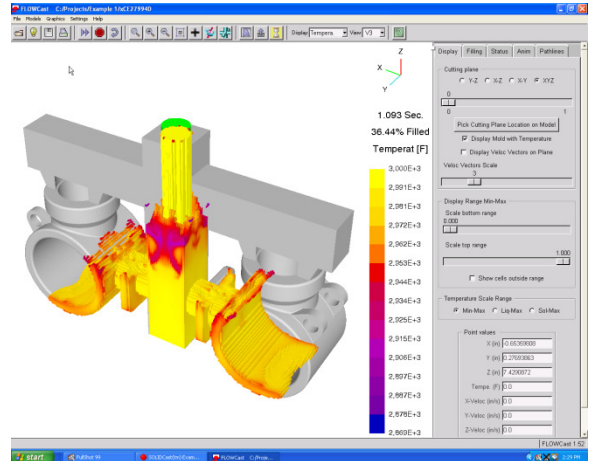 FLOWCast C:/Projects/Example 1/xCE27994D
File Models Graphics Settings Help
Display Tempera View V3
Display Filling Status Anim Pathlines
Cutting plane
Y-Z X-Z X-Y XYZ
0
0 1
Pick Cutting Plane Location on Model
Display Mold with Temperature
Display Veloc Vectors on Plane
Veloc Vectors Scale
3
Display Range Min-Max
Scale bottom range
0.000
Scale top range
1.000
Show cells outside range
Temperature Scale Range
Min-Max Liq-Max Sol-Max
Point values
X (in)
Y (in)
Z (in) 7.4290872
Tempe. (F) 0.0
X-Veloc (in/s) 0.0
Y-Veloc (in/s) 0.0
Z-Veloc (in/s) 0.0
Z
X
Y
1.093 Sec.
36.44% Filled
Temperat [F]
3,000E+3
2,991E+3
2,981E+3
2,972E+3
2,962E+3
2,953E+3
2,944E+3
2,934E+3
2,925E+3
2,915E+3
2,906E+3
2,897E+3
2,887E+3
2,878E+3
2,869E+3
FLOWCast 1.52
start FullShot 99 FLOWCast C:/Proje... 2:29 PM